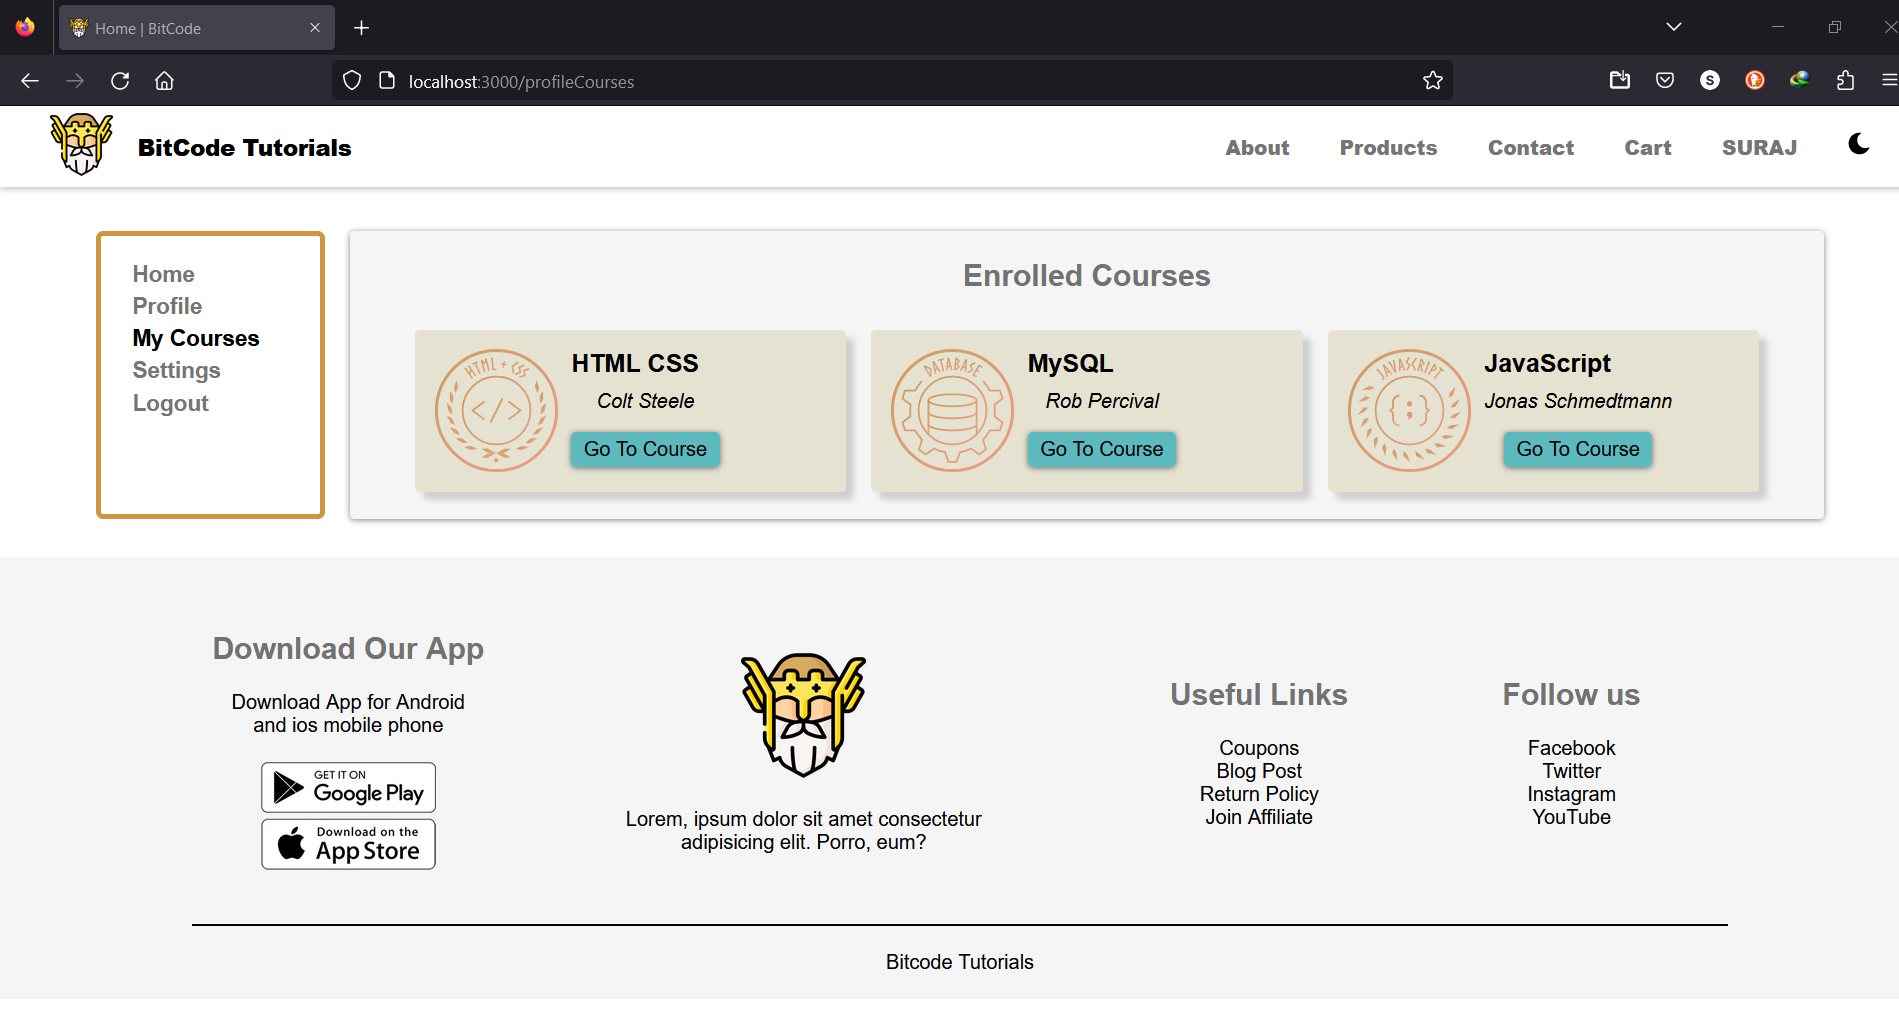 Home | BitCode
localhost:3000/profileCourses
S
BitCode Tutorials
About Products Contact Cart SURAJ
Home
Profile
My Courses
Settings
Logout
Enrolled Courses
HTML + CSS
</>
HTML CSS
Colt Steele
Go To Course
DATABASE
MySQL
Rob Percival
Go To Course
JAVASCRIPT
{;}
JavaScript
Jonas Schmedtmann
Go To Course
Download Our App
Download App for Android
and ios mobile phone
GET IT ON
Google Play
Download on the
App Store
Lorem, ipsum dolor sit amet consectetur
adipisicing elit. Porro, eum?
Useful Links
Coupons
Blog Post
Return Policy
Join Affiliate
Follow us
Facebook
Twitter
Instagram
YouTube
Bitcode Tutorials